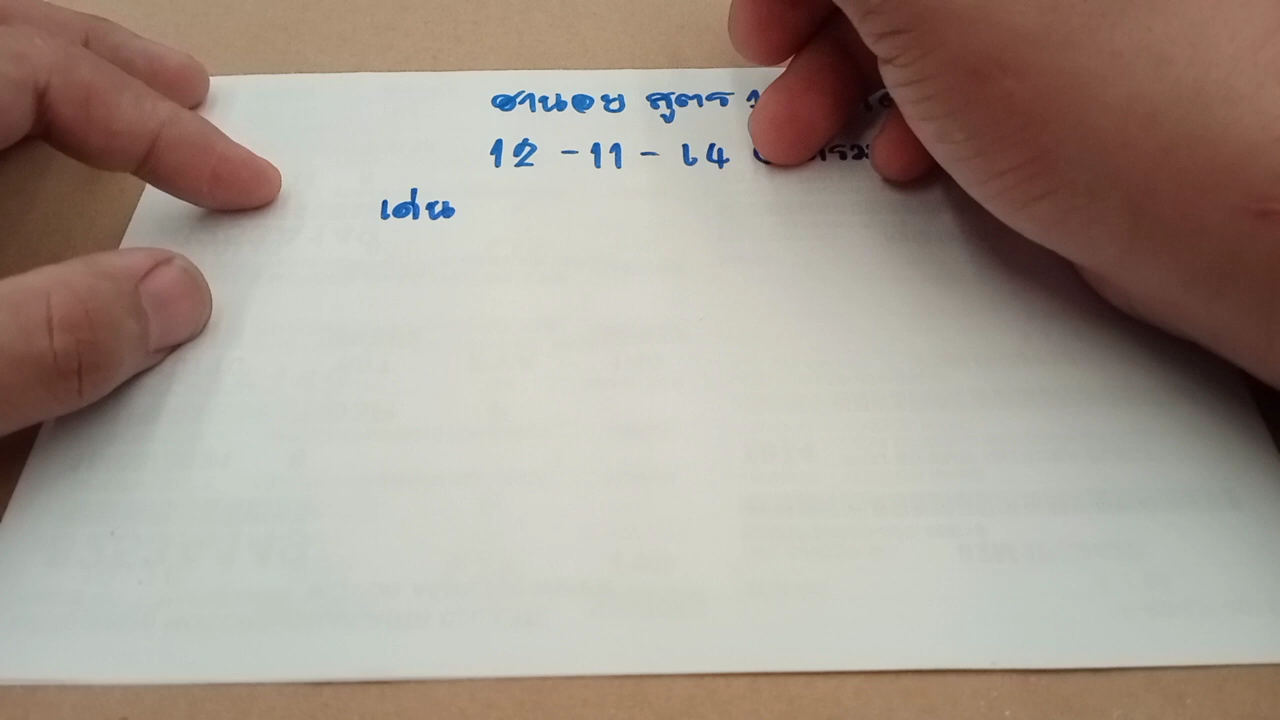 ฮานอย สูตร
12 - 11 - 64
เด่น